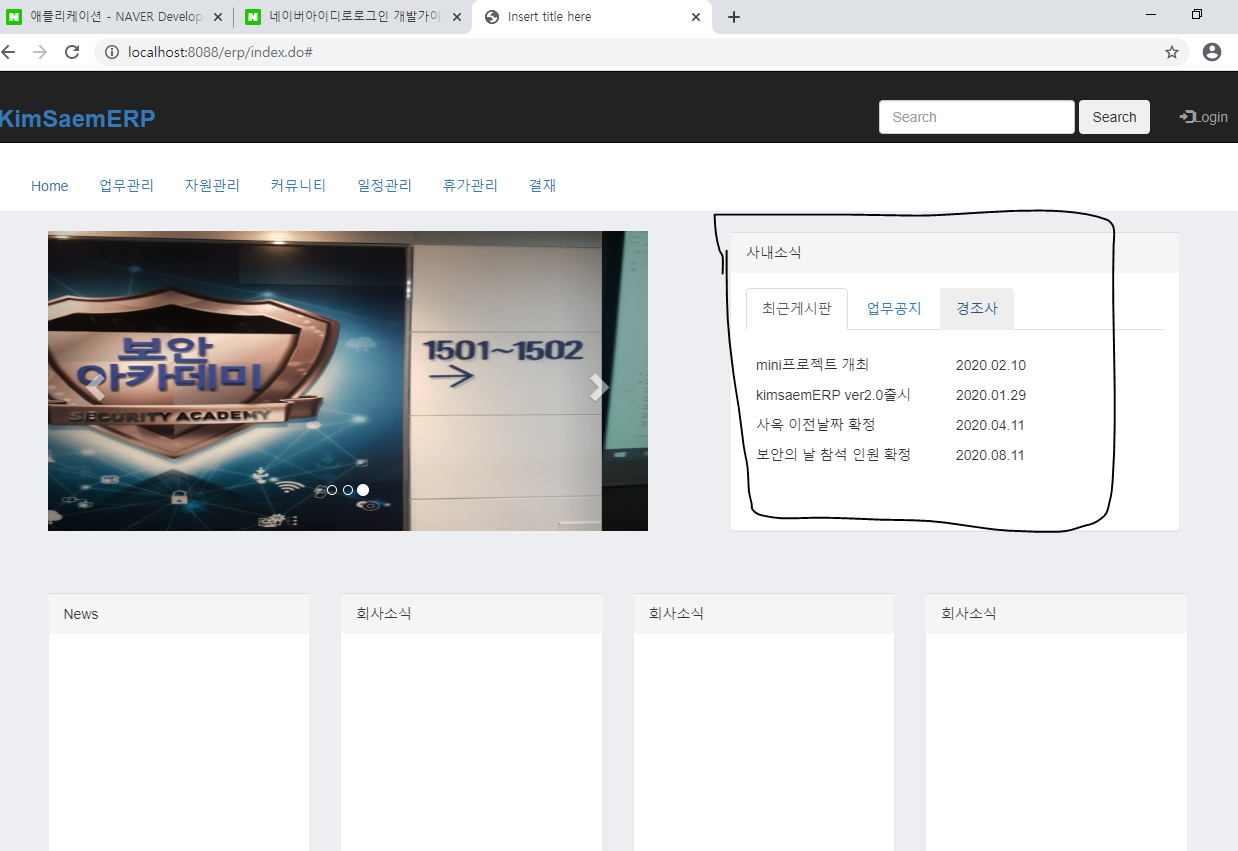 애플리케이션 - NAVER Develop
네이버아이디로로그인 개발가이
Insert title here
localhost:8088/erp/index.do#
KimSaemERP
Search
Search
Login
Home 업무관리 자원관리 커뮤니티 일정관리 휴가관리 결재
보안
아카데미
SECURITY ACADEMY
1501~1502
사내소식
최근게시판 업무공지 경조사
mini프로젝트 개최 2020.02.10
kimsaemERP ver2.0출시 2020.01.29
사옥 이전날짜 확정 2020.04.11
보안의 날 참석 인원 확정 2020.08.11
News 회사소식 회사소식 회사소식